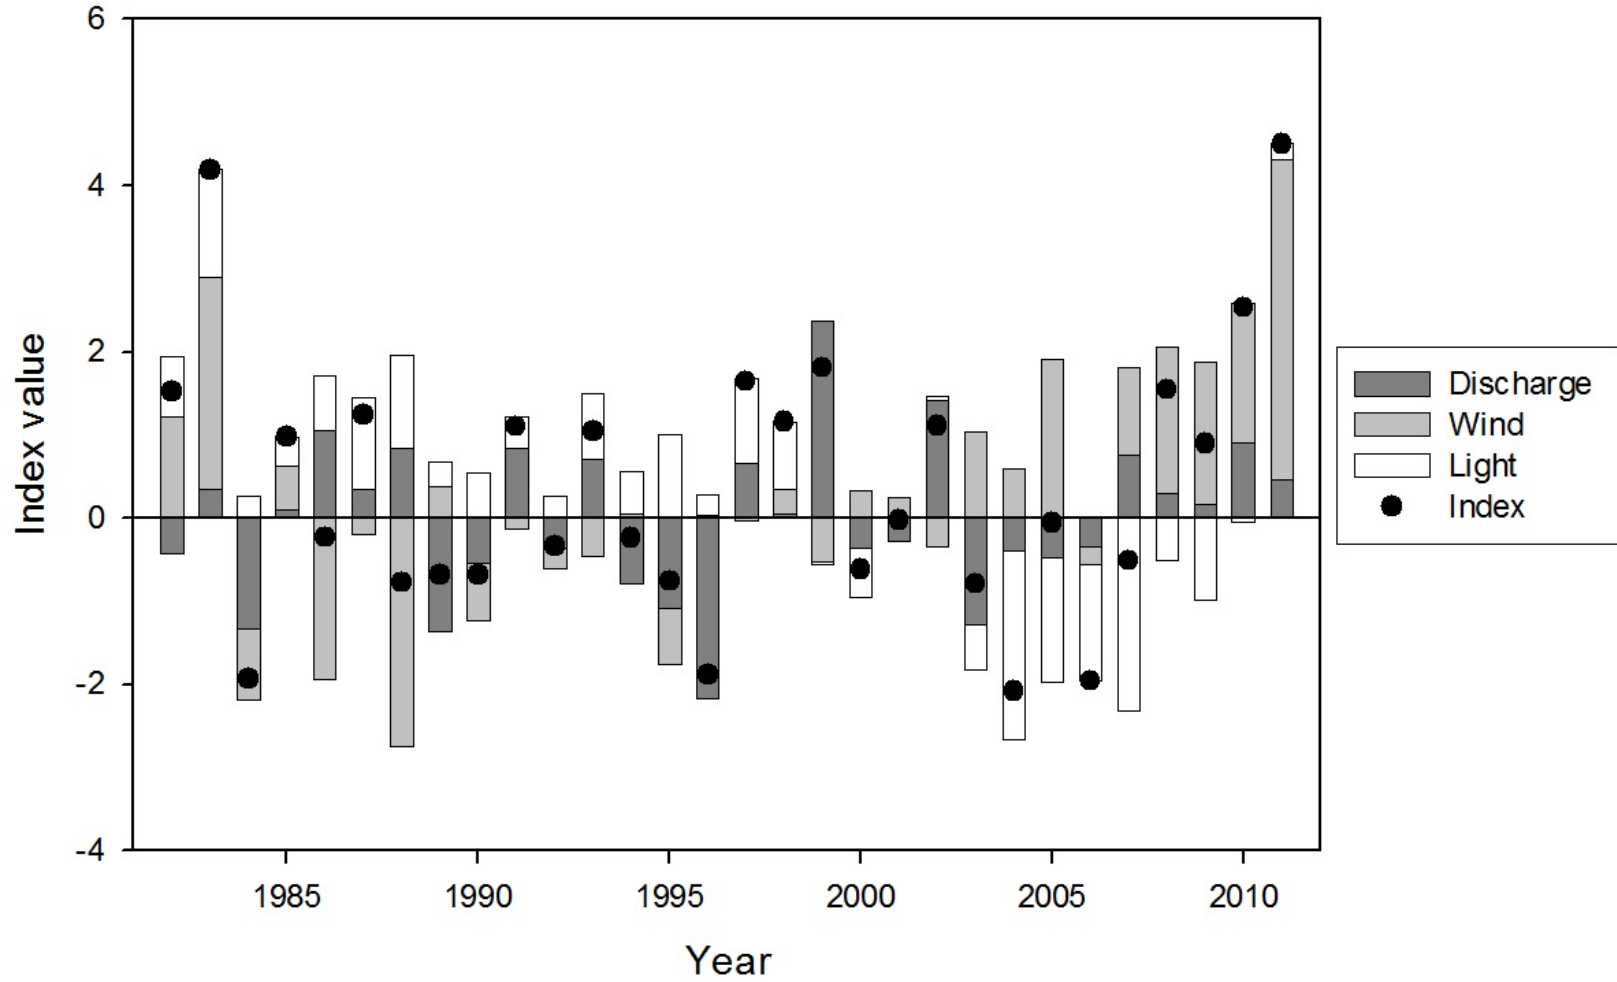 6
4
2
0
-2
-4
Index value
1985 1990 1995 2000 2005 2010
Year
Discharge
Wind
Light
Index